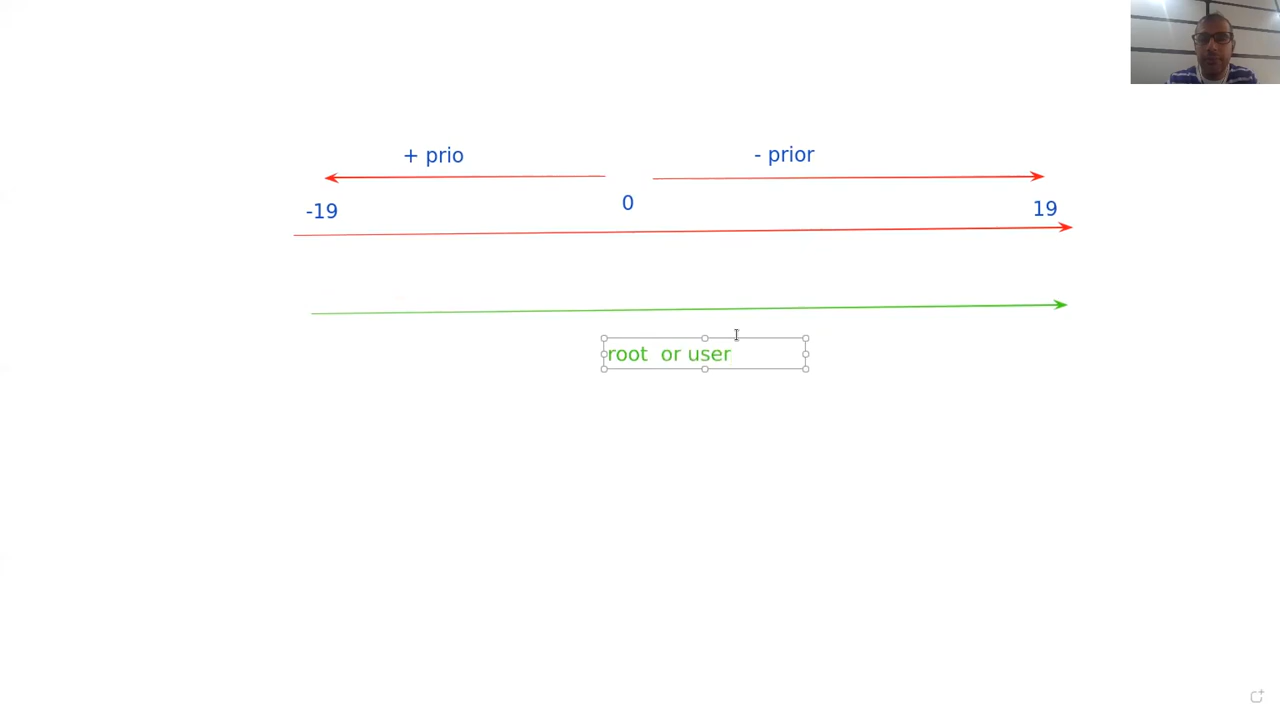 + prio
- prior
-19
0
19
root  or user